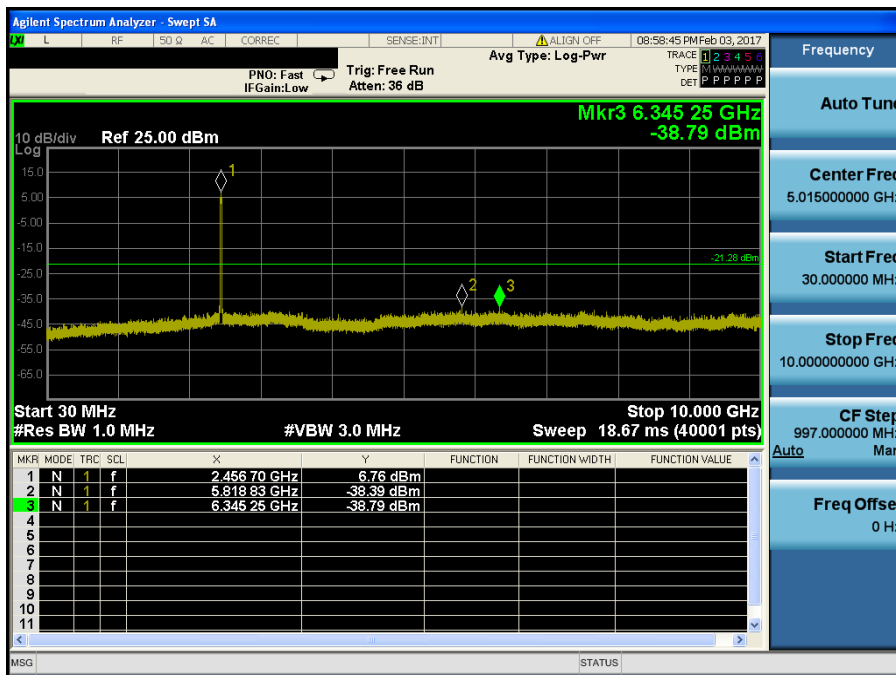 Agilent Spectrum Analyzer - Swept SA
LXI L RF 50 Ω AC CORREC SENSE:INT ALIGN OFF 08:58:45 PM Feb 03, 2017
Frequency
PNO: Fast
IFGain:Low
Trig: Free Run
Atten: 36 dB
Avg Type: Log-Pwr
TRACE 1 2 3 4 5 6
TYPE M WWWWW
DET P P P P P P
Auto Tune
Mkr3 6.345 25 GHz
-38.79 dBm
10 dB/div Ref 25.00 dBm
Log
15.0
5.00
-5.00
-15.0
-25.0
-35.0
-45.0
-55.0
-65.0
1
2
3
-21.28 dBm
Center Freq
5.015000000 GHz
Start Freq
30.000000 MHz
Stop Freq
10.000000000 GHz
CF Step
997.000000 MHz
Auto Man
Freq Offset
0 Hz
Start 30 MHz Stop 10.000 GHz
#Res BW 1.0 MHz #VBW 3.0 MHz Sweep 18.67 ms (40001 pts)
MKR MODE TRC SCL X Y FUNCTION FUNCTION WIDTH FUNCTION VALUE
1 N 1 f 2.456 70 GHz 6.76 dBm
2 N 1 f 5.818 83 GHz -38.39 dBm
3 N 1 f 6.345 25 GHz -38.79 dBm
4
5
6
7
8
9
10
11
MSG STATUS